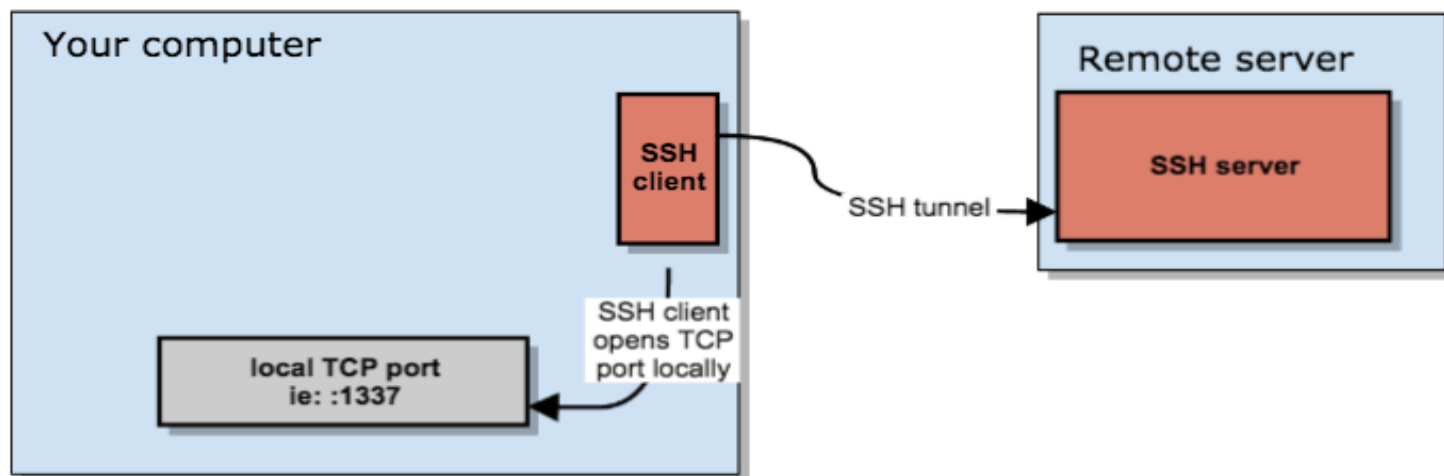 Your computer
Remote server
SSH
client
SSH server
SSH tunnel
SSH client
opens TCP
port locally
local TCP port
ie: :1337